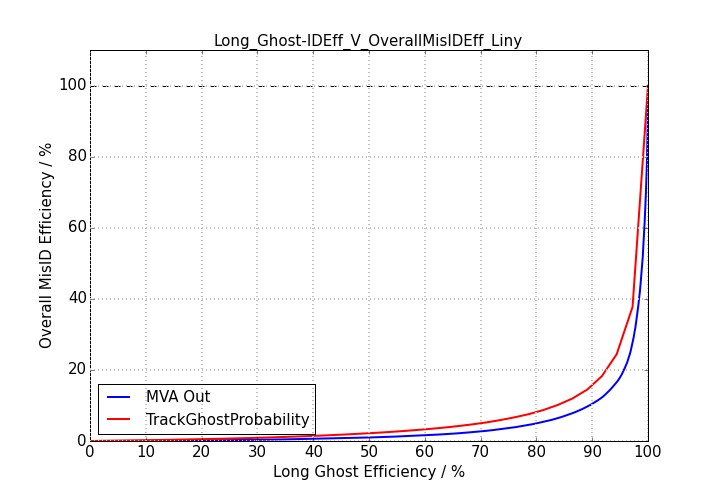 Long_Ghost-IDEff_V_OverallMisIDEff_Liny
100
80
60
40
20
0
Overall MisID Efficiency / %
MVA Out
TrackGhostProbability
0 10 20 30 40 50 60 70 80 90 100
Long Ghost Efficiency / %